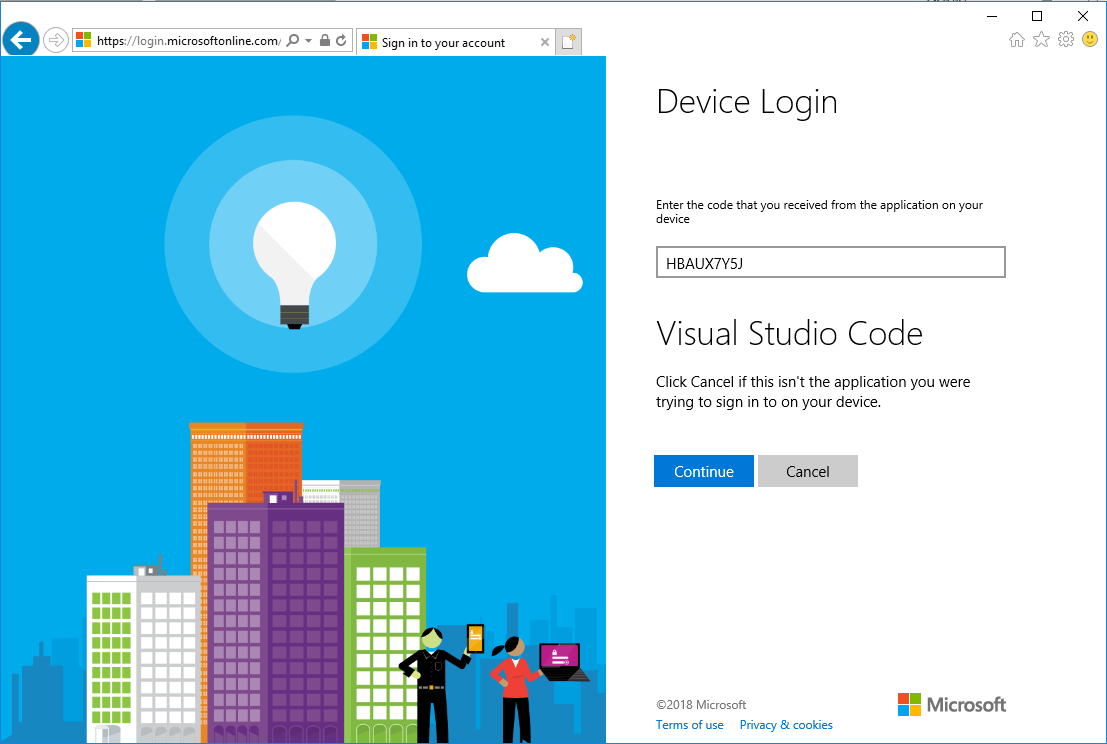 https://login.microsoftonline.com/
Sign in to your account
Device Login
Enter the code that you received from the application on your
device
HBAUX7Y5J
Visual Studio Code
Click Cancel if this isn't the application you were
trying to sign in to on your device.
Continue Cancel
©2018 Microsoft
Microsoft
Terms of use Privacy & cookies